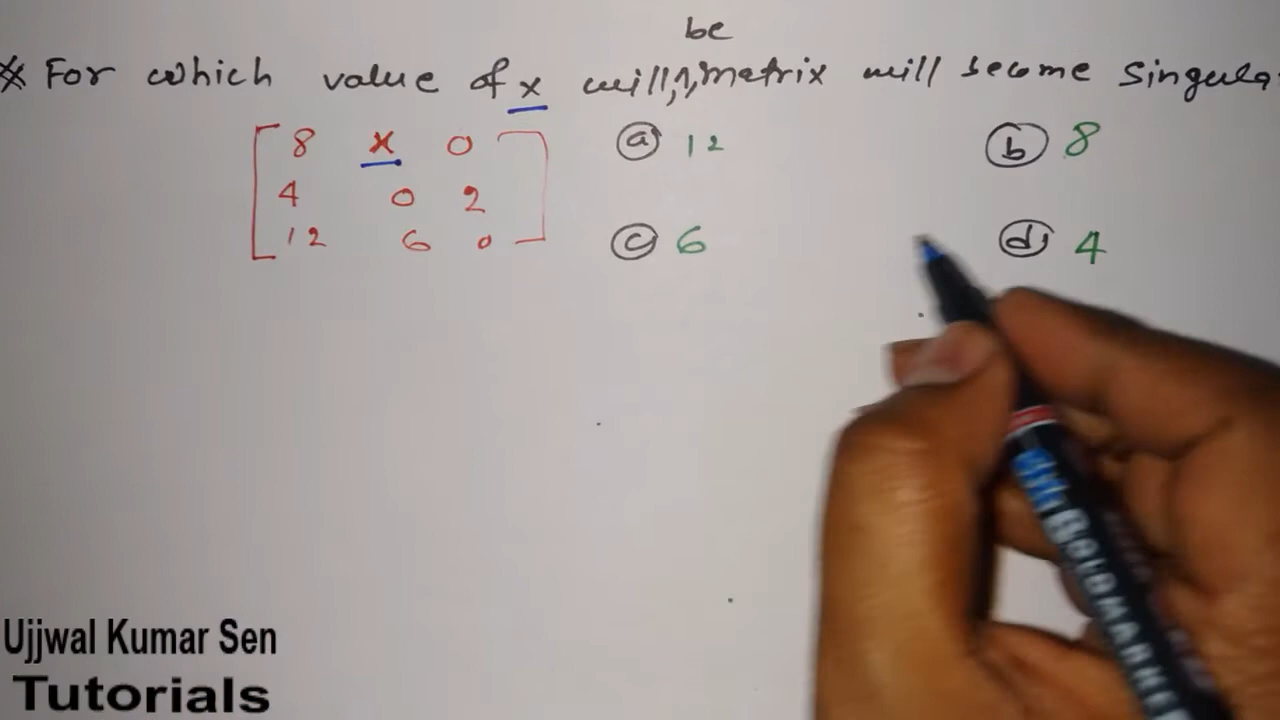 be
* For which value of x will, matrix will become singula
8 x 0 (a) 12 (b) 8
4 0 2
12 6 0 (c) 6 (d) 4
BOLDMARKER
Ujjwal Kumar Sen
Tutorials